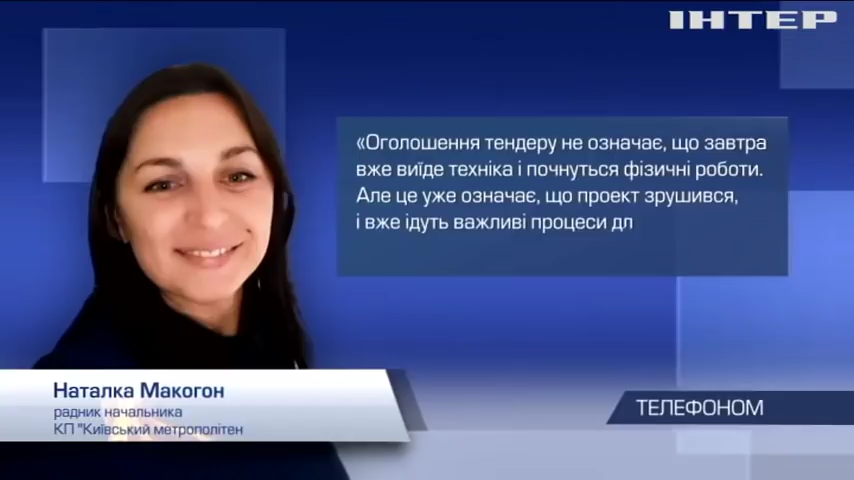 ІНТЕР
«Оголошення тендеру не означає, що завтра
вже виїде техніка і почнуться фізичні роботи.
Але це уже означає, що проект зрушився,
і вже ідуть важливі процеси дл
Наталка Макогон
радник начальника
КП "Київський метрополітен
ТЕЛЕФОНОМ